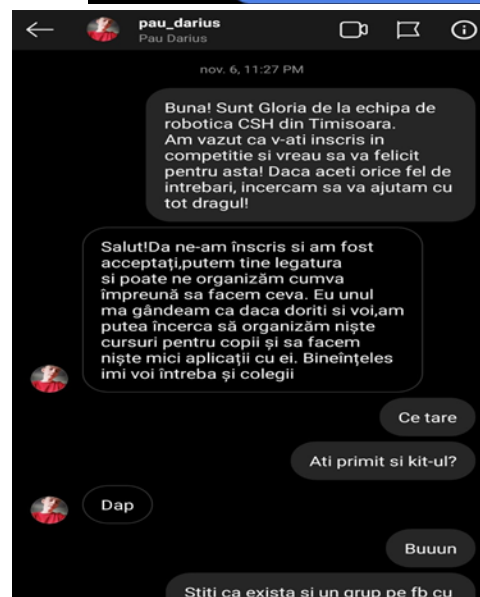 pau_darius
Pau Darius
nov. 6, 11:27 PM
Buna! Sunt Gloria de la echipa de
robotica CSH din Timisoara.
Am vazut ca v-ati inscris in
competitie si vreau sa va felicit
pentru asta! Daca aceti orice fel de
intrebari, incercam sa va ajutam cu
tot dragul!
Salut!Da ne-am înscris si am fost
acceptați,putem tine legatura
si poate ne organizăm cumva
împreună sa facem ceva. Eu unul
ma gândeam ca daca doriti si voi,am
putea încerca să organizăm niște
cursuri pentru copii și sa facem
niște mici aplicații cu ei. Bineînțeles
imi voi întreba și colegii
Ce tare
Ati primit si kit-ul?
Dap
Buuun
Stiti ca exista si un grup pe fb cu